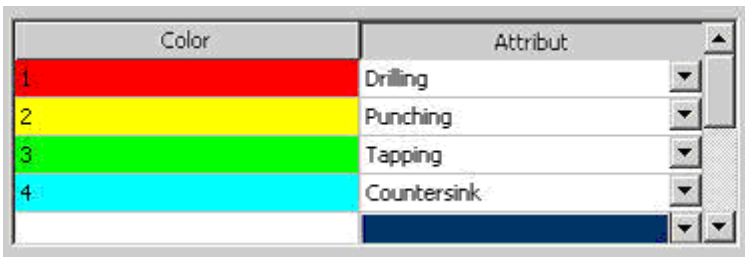 Color Attribut
1 Drilling
2 Punching
3 Tapping
4 Countersink